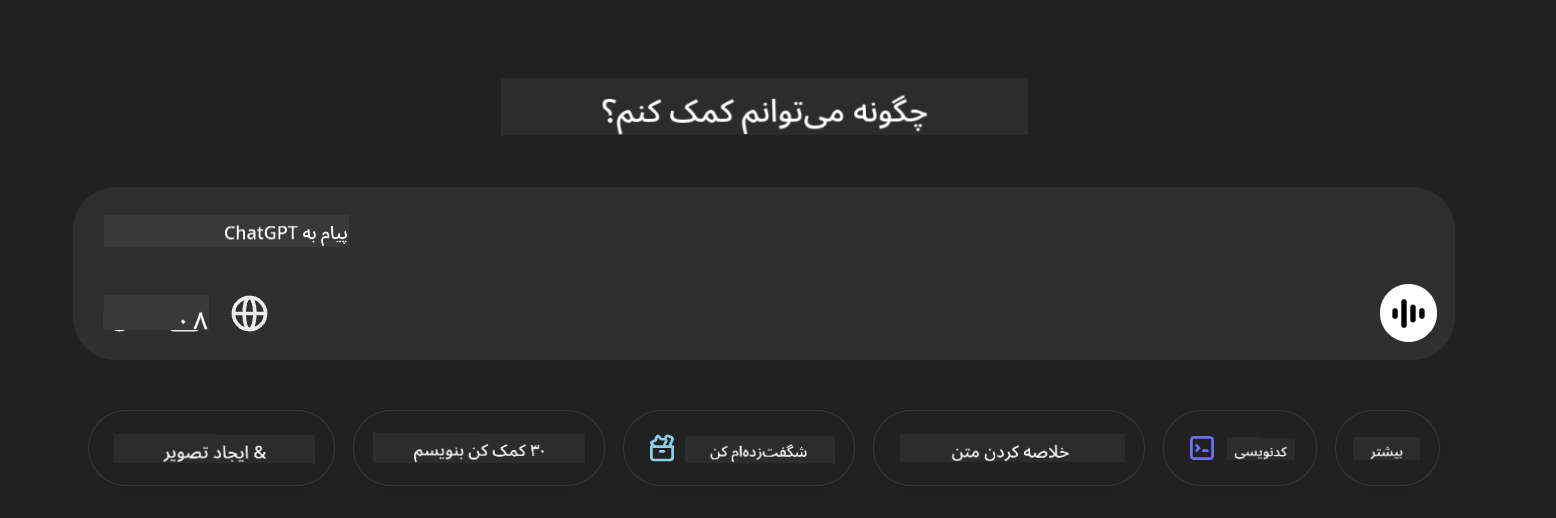 چگونه می‌توانم کمک کنم؟
پیام به ChatGPT
۰۸
& ایجاد تصویر
۳۰ کمک کن بنویسم
شگفت‌زده‌ام کن
خلاصه کردن متن
کدنویسی
بیشتر